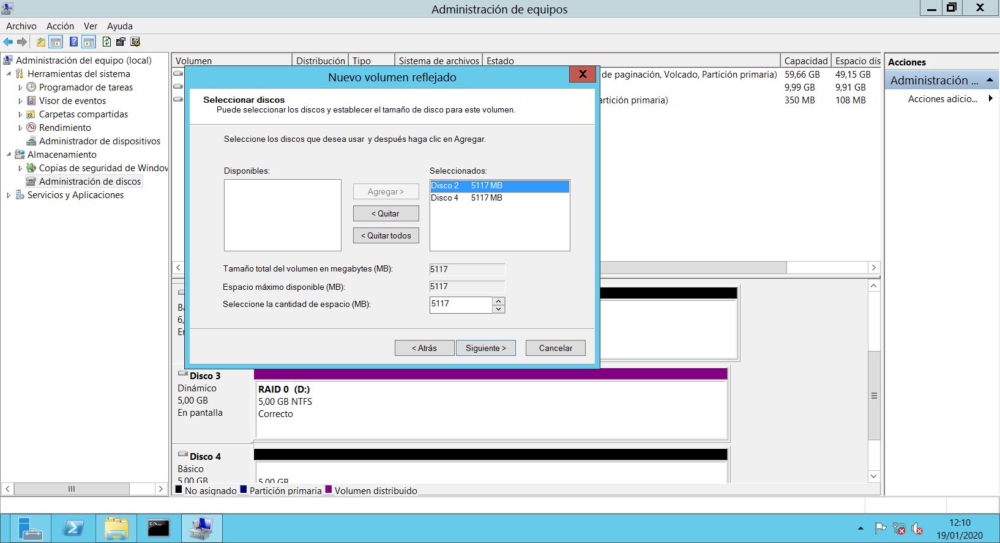 Administración de equipos
Archivo Acción Ver Ayuda
Administración del equipo (local)
Herramientas del sistema
Programador de tareas
Visor de eventos
Carpetas compartidas
Rendimiento
Administrador de dispositivos
Almacenamiento
Copias de seguridad de Window
Administración de discos
Servicios y Aplicaciones
Volumen Distribución Tipo Sistema de archivos Estado Capacidad Espacio dis
de paginación, Volcado, Partición primaria) 59,66 GB 49,15 GB
9,99 GB 9,91 GB
artición primaria) 350 MB 108 MB
Acciones
Administración ...
Acciones adicio...
Nuevo volumen reflejado
Seleccionar discos
Puede seleccionar los discos y establecer el tamaño de disco para este volumen.
Seleccione los discos que desea usar y después haga clic en Agregar.
Disponibles: Seleccionados:
Agregar >
< Quitar
< Quitar todos
Disco 2 5117 MB
Disco 4 5117 MB
Tamaño total del volumen en megabytes (MB): 5117
Espacio máximo disponible (MB): 5117
Seleccione la cantidad de espacio (MB): 5117
< Atrás Siguiente > Cancelar
Bá
6,
En
Disco 3
Dinámico
5,00 GB
En pantalla
RAID 0 (D:)
5,00 GB NTFS
Correcto
Disco 4
Básico
5,00 GB
5,00 GB
No asignado Partición primaria Volumen distribuido
C:\
12:10
19/01/2020